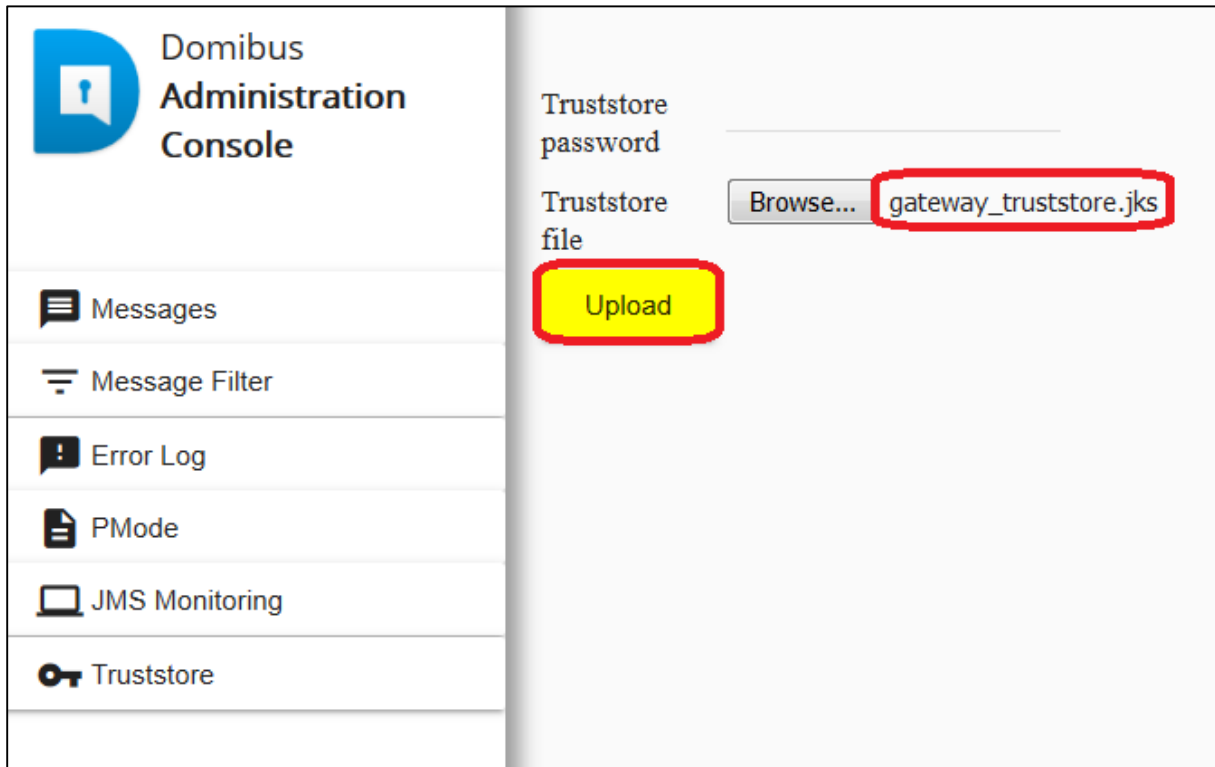 Domibus
Administration
Console
Messages
Message Filter
Error Log
PMode
JMS Monitoring
Truststore
Truststore
password
Truststore
file
Browse... gateway_truststore.jks
Upload